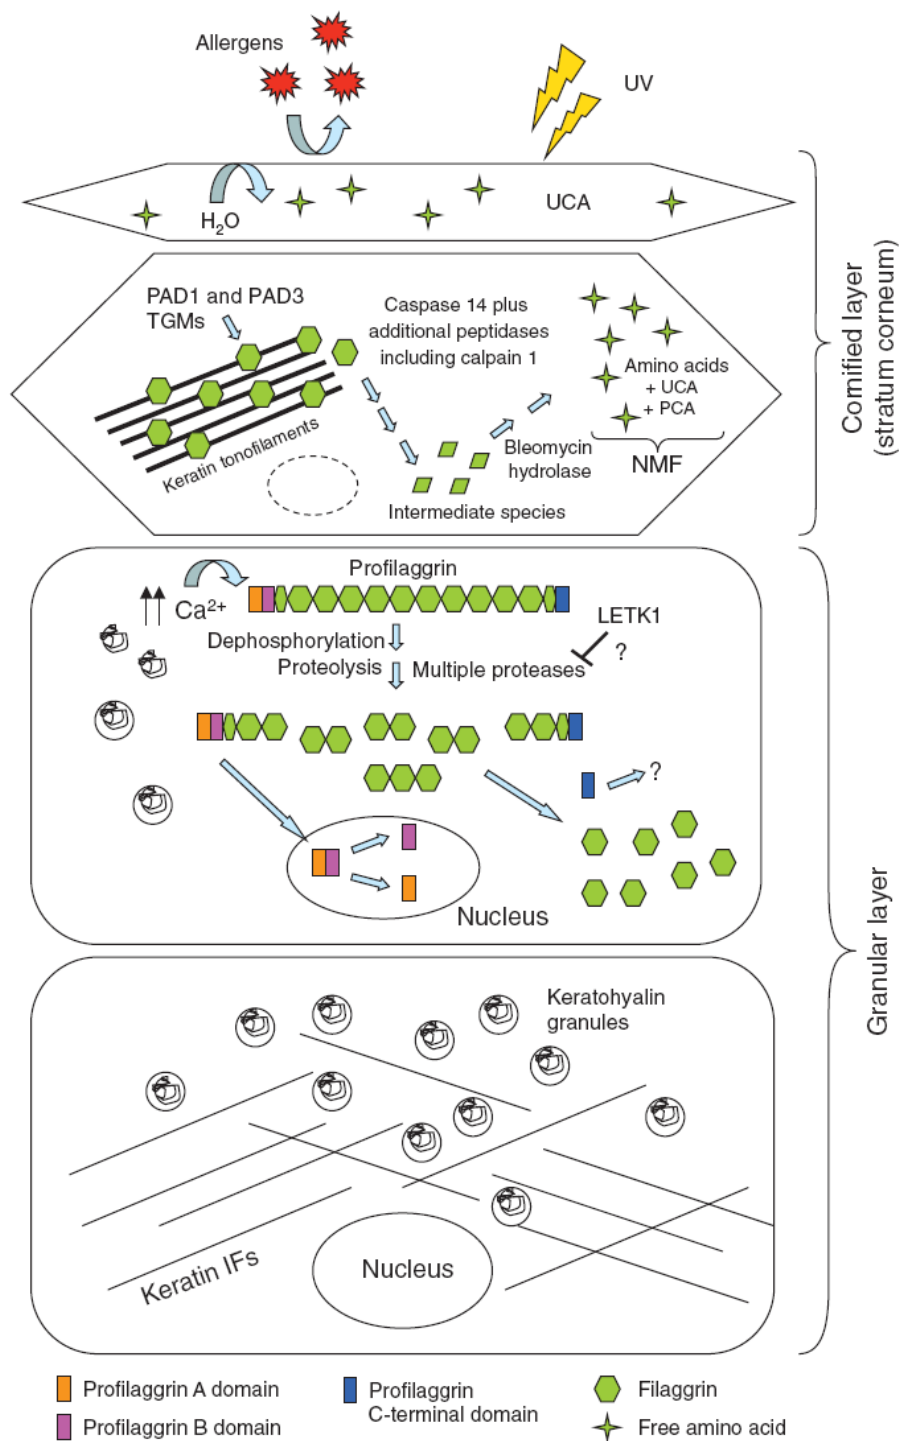 Allergens
UV
H₂O
UCA
PAD1 and PAD3
TGMs
Caspase 14 plus
additional peptidases
including calpain 1
Amino acids
+ UCA
+ PCA
NMF
Keratin tonofilaments
Bleomycin
hydrolase
Intermediate species
Cornified layer
(stratum corneum)
Profilaggrin
Ca²⁺
LETK1
?
Dephosphorylation
Proteolysis
Multiple proteases
?
Nucleus
Granular layer
Keratohyalin
granules
Keratin IFs
Nucleus
Profilaggrin A domain
Profilaggrin B domain
Profilaggrin
C-terminal domain
Filaggrin
Free amino acid